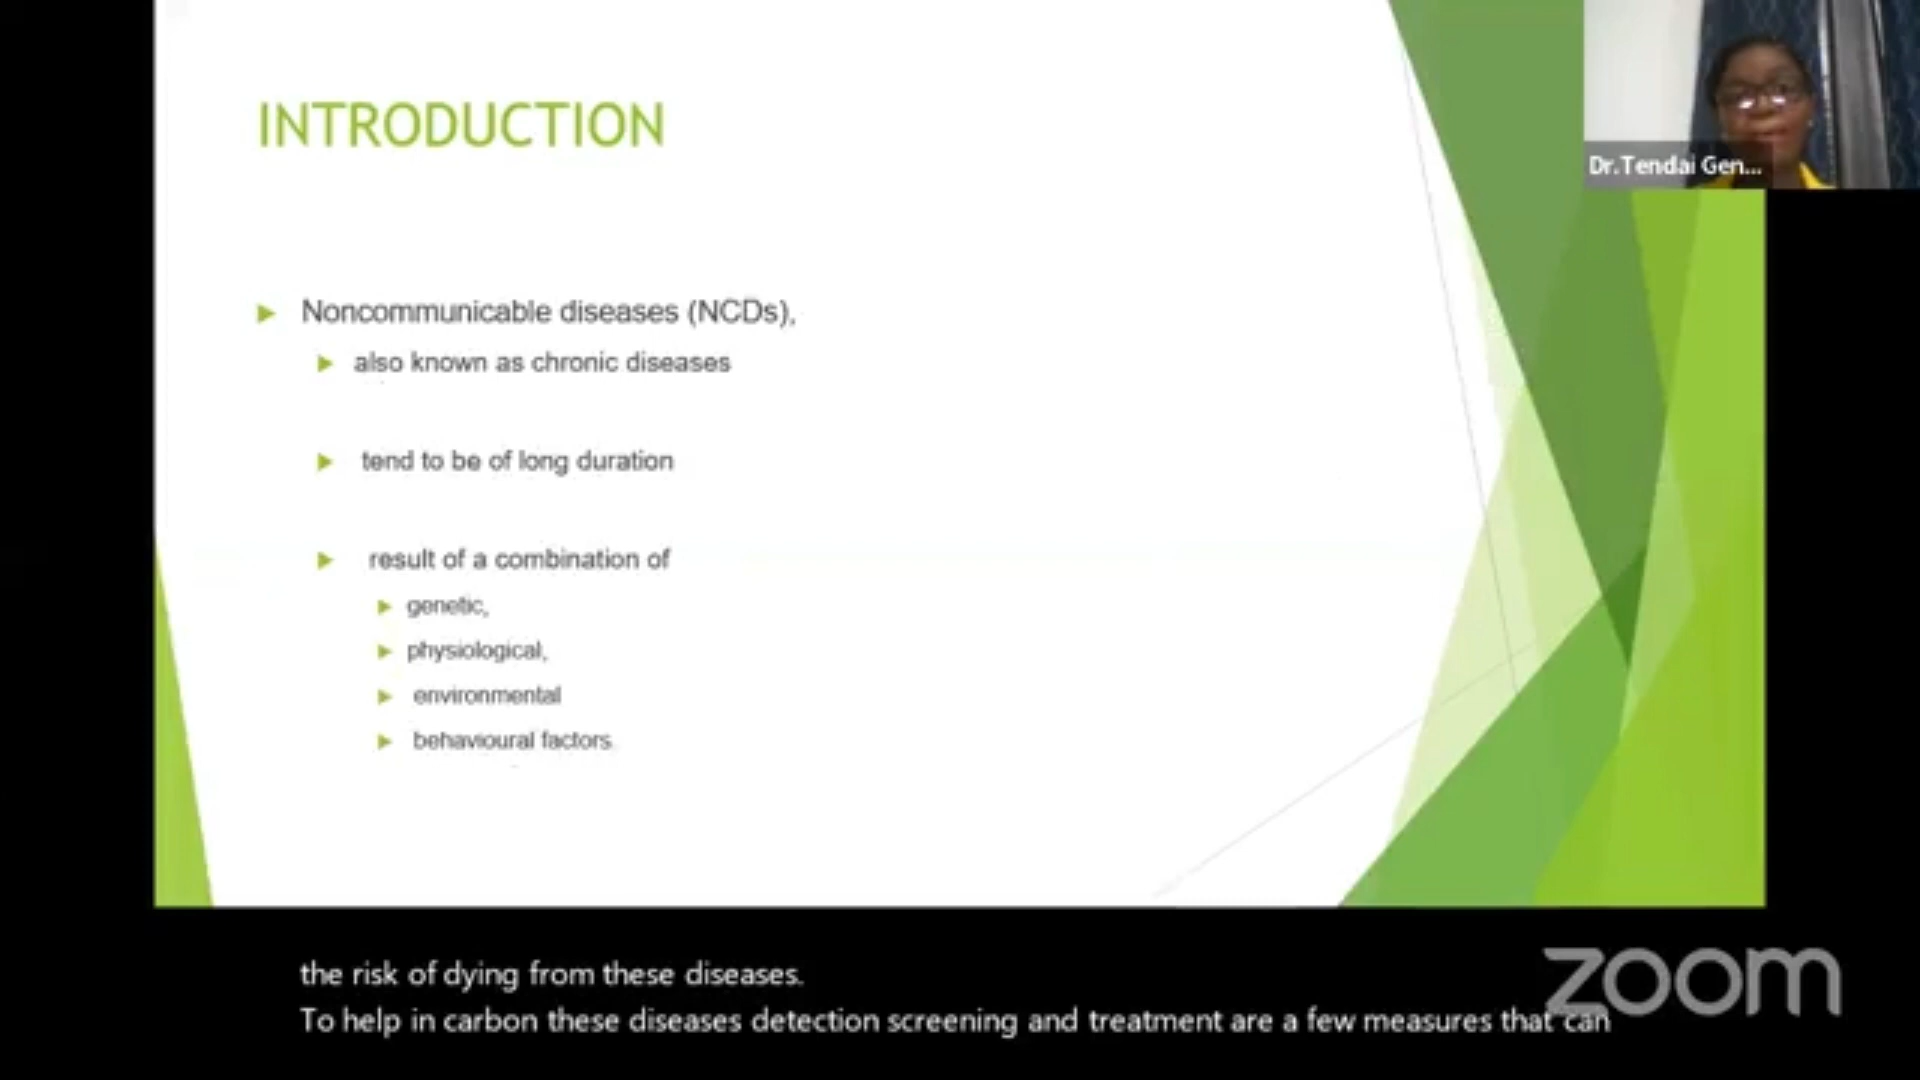 INTRODUCTION
Dr.Tendai Gen...
Noncommunicable diseases (NCDs),
also known as chronic diseases
tend to be of long duration
result of a combination of
genetic,
physiological,
environmental
behavioural factors.
the risk of dying from these diseases.
To help in carbon these diseases detection screening and treatment are a few measures that can
zoom